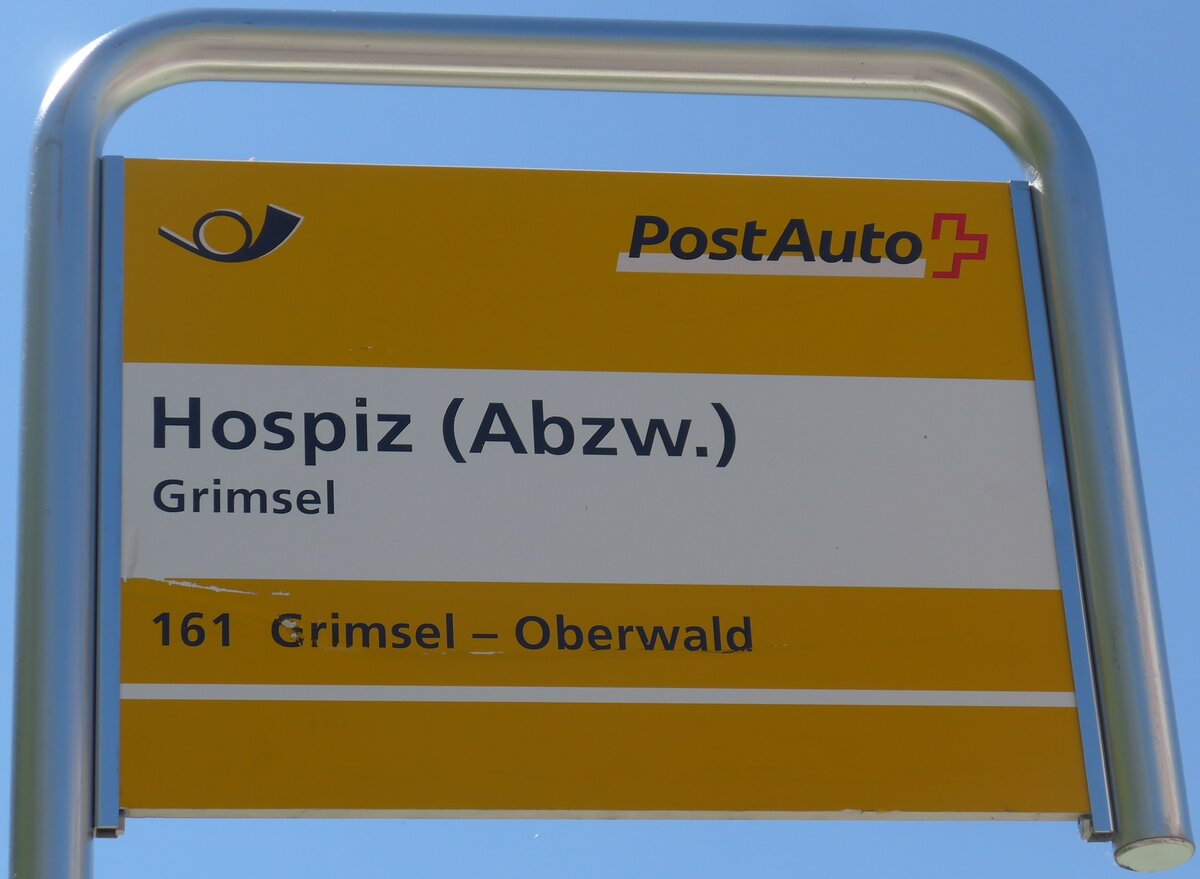 PostAuto
Hospiz (Abzw.)
Grimsel
161 Grimsel – Oberwald